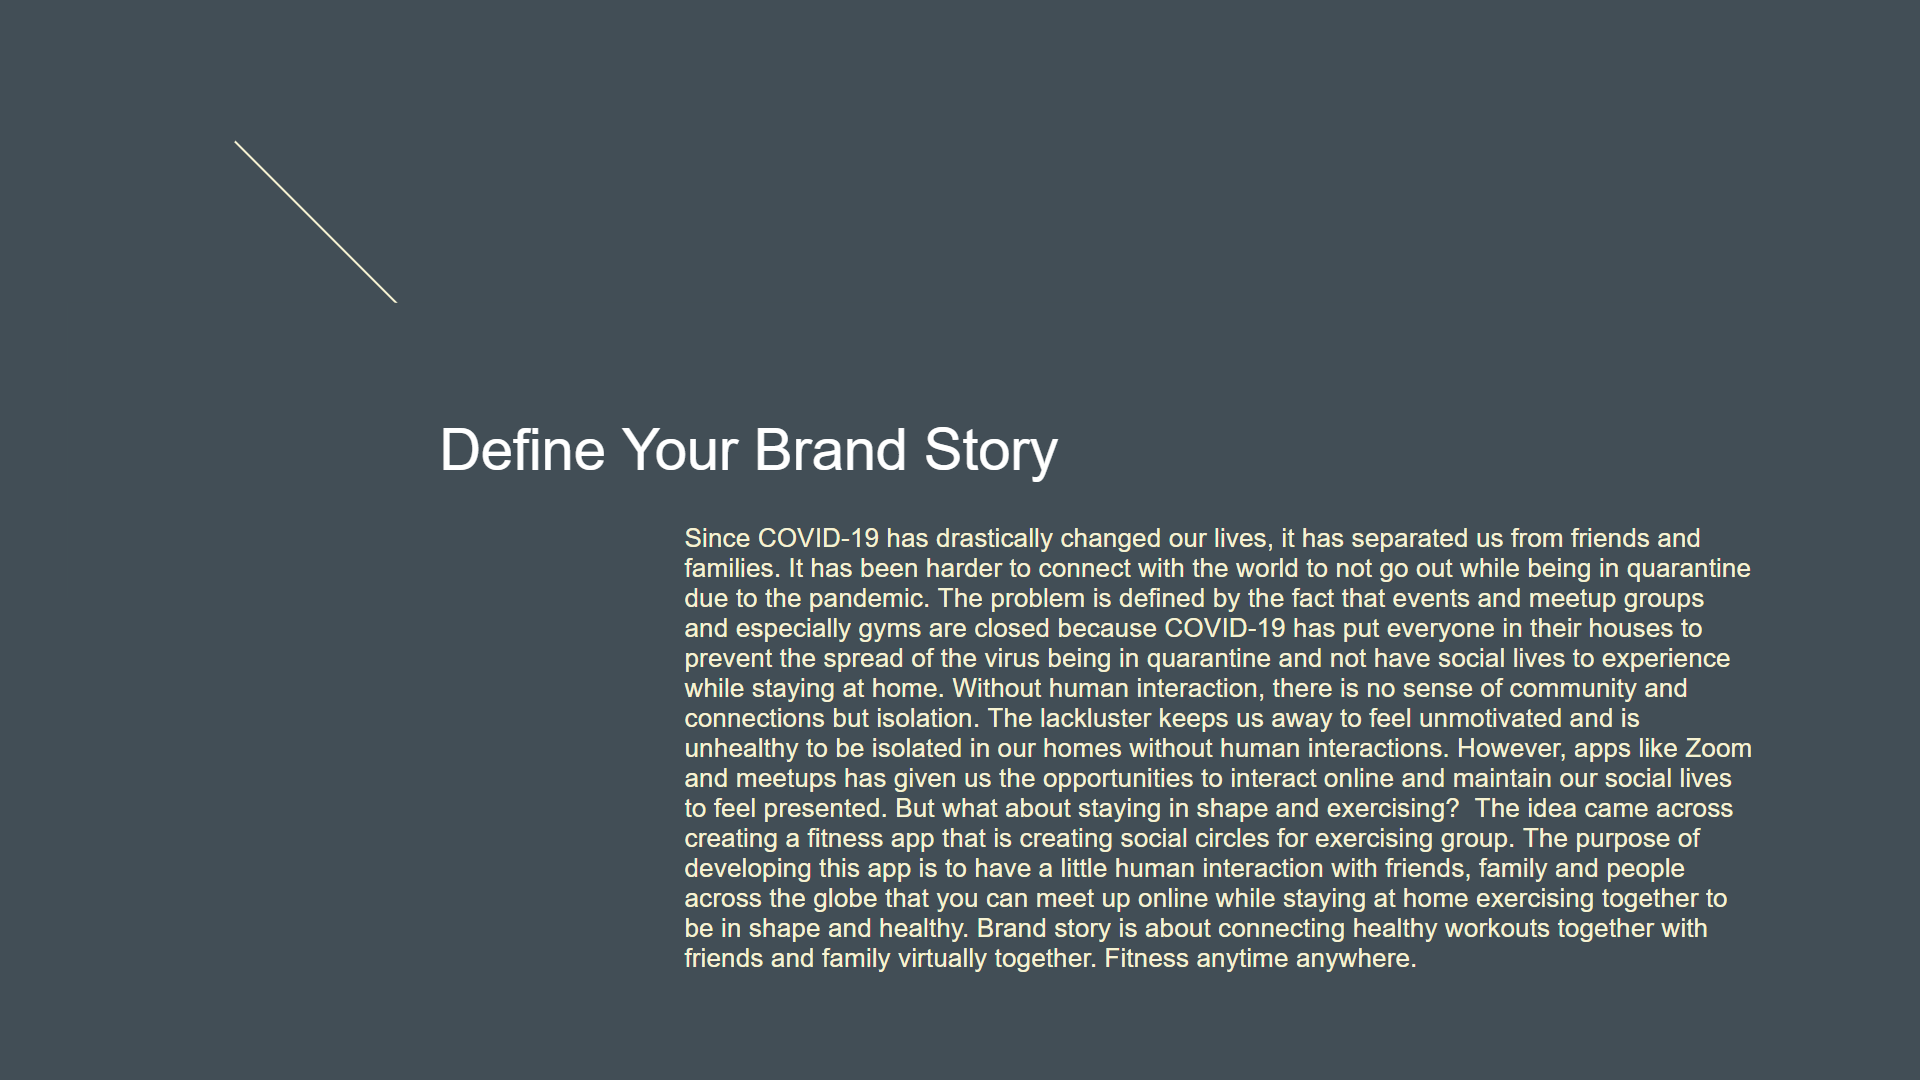 Define Your Brand Story
Since COVID-19 has drastically changed our lives, it has separated us from friends and
families. It has been harder to connect with the world to not go out while being in quarantine
due to the pandemic. The problem is defined by the fact that events and meetup groups
and especially gyms are closed because COVID-19 has put everyone in their houses to
prevent the spread of the virus being in quarantine and not have social lives to experience
while staying at home. Without human interaction, there is no sense of community and
connections but isolation. The lackluster keeps us away to feel unmotivated and is
unhealthy to be isolated in our homes without human interactions. However, apps like Zoom
and meetups has given us the opportunities to interact online and maintain our social lives
to feel presented. But what about staying in shape and exercising?  The idea came across
creating a fitness app that is creating social circles for exercising group. The purpose of
developing this app is to have a little human interaction with friends, family and people
across the globe that you can meet up online while staying at home exercising together to
be in shape and healthy. Brand story is about connecting healthy workouts together with
friends and family virtually together. Fitness anytime anywhere.